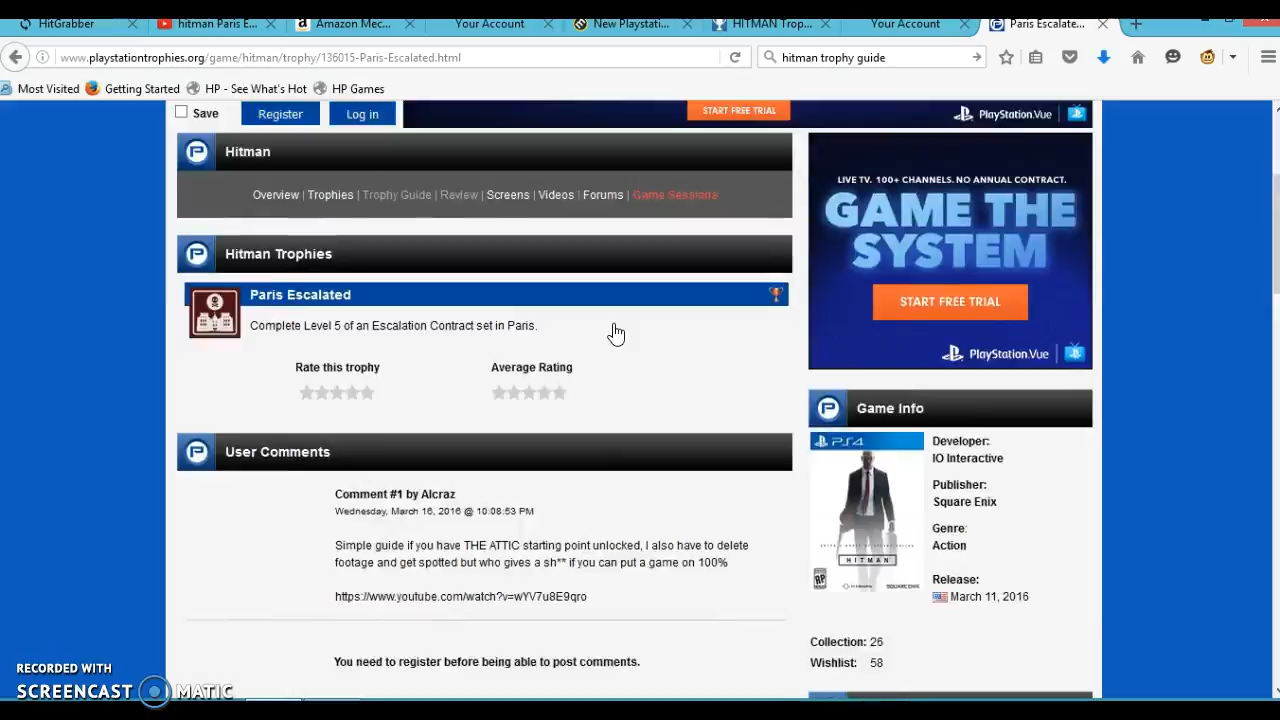 HitGrabber
hitman Paris E...
Amazon Mec...
Your Account
New Playstati...
HITMAN Trop...
Your Account
Paris Escalate...
www.playstationtrophies.org/game/hitman/trophy/136015-Paris-Escalated.html
hitman trophy guide
Most Visited
Getting Started
HP - See What's Hot
HP Games
Save
Register
Log in
START FREE TRIAL
PlayStation.Vue
Hitman
Overview | Trophies | Trophy Guide | Review | Screens | Videos | Forums | Game Sessions
LIVE TV. 100+ CHANNELS. NO ANNUAL CONTRACT.
GAME THE
SYSTEM
START FREE TRIAL
PlayStation.Vue
Hitman Trophies
Paris Escalated
Complete Level 5 of an Escalation Contract set in Paris.
Rate this trophy
Average Rating
User Comments
Comment #1 by Alcraz
Wednesday, March 16, 2016 @ 10:08:53 PM
Simple guide if you have THE ATTIC starting point unlocked, I also have to delete
footage and get spotted but who gives a sh** if you can put a game on 100%
https://www.youtube.com/watch?v=wYV7u8E9qro
You need to register before being able to post comments.
Game Info
PS4
HITMAN
RP
SQUARE ENIX
Developer:
IO Interactive
Publisher:
Square Enix
Genre:
Action
Release:
March 11, 2016
Collection: 26
Wishlist: 58
RECORDED WITH
SCREENCAST MATIC